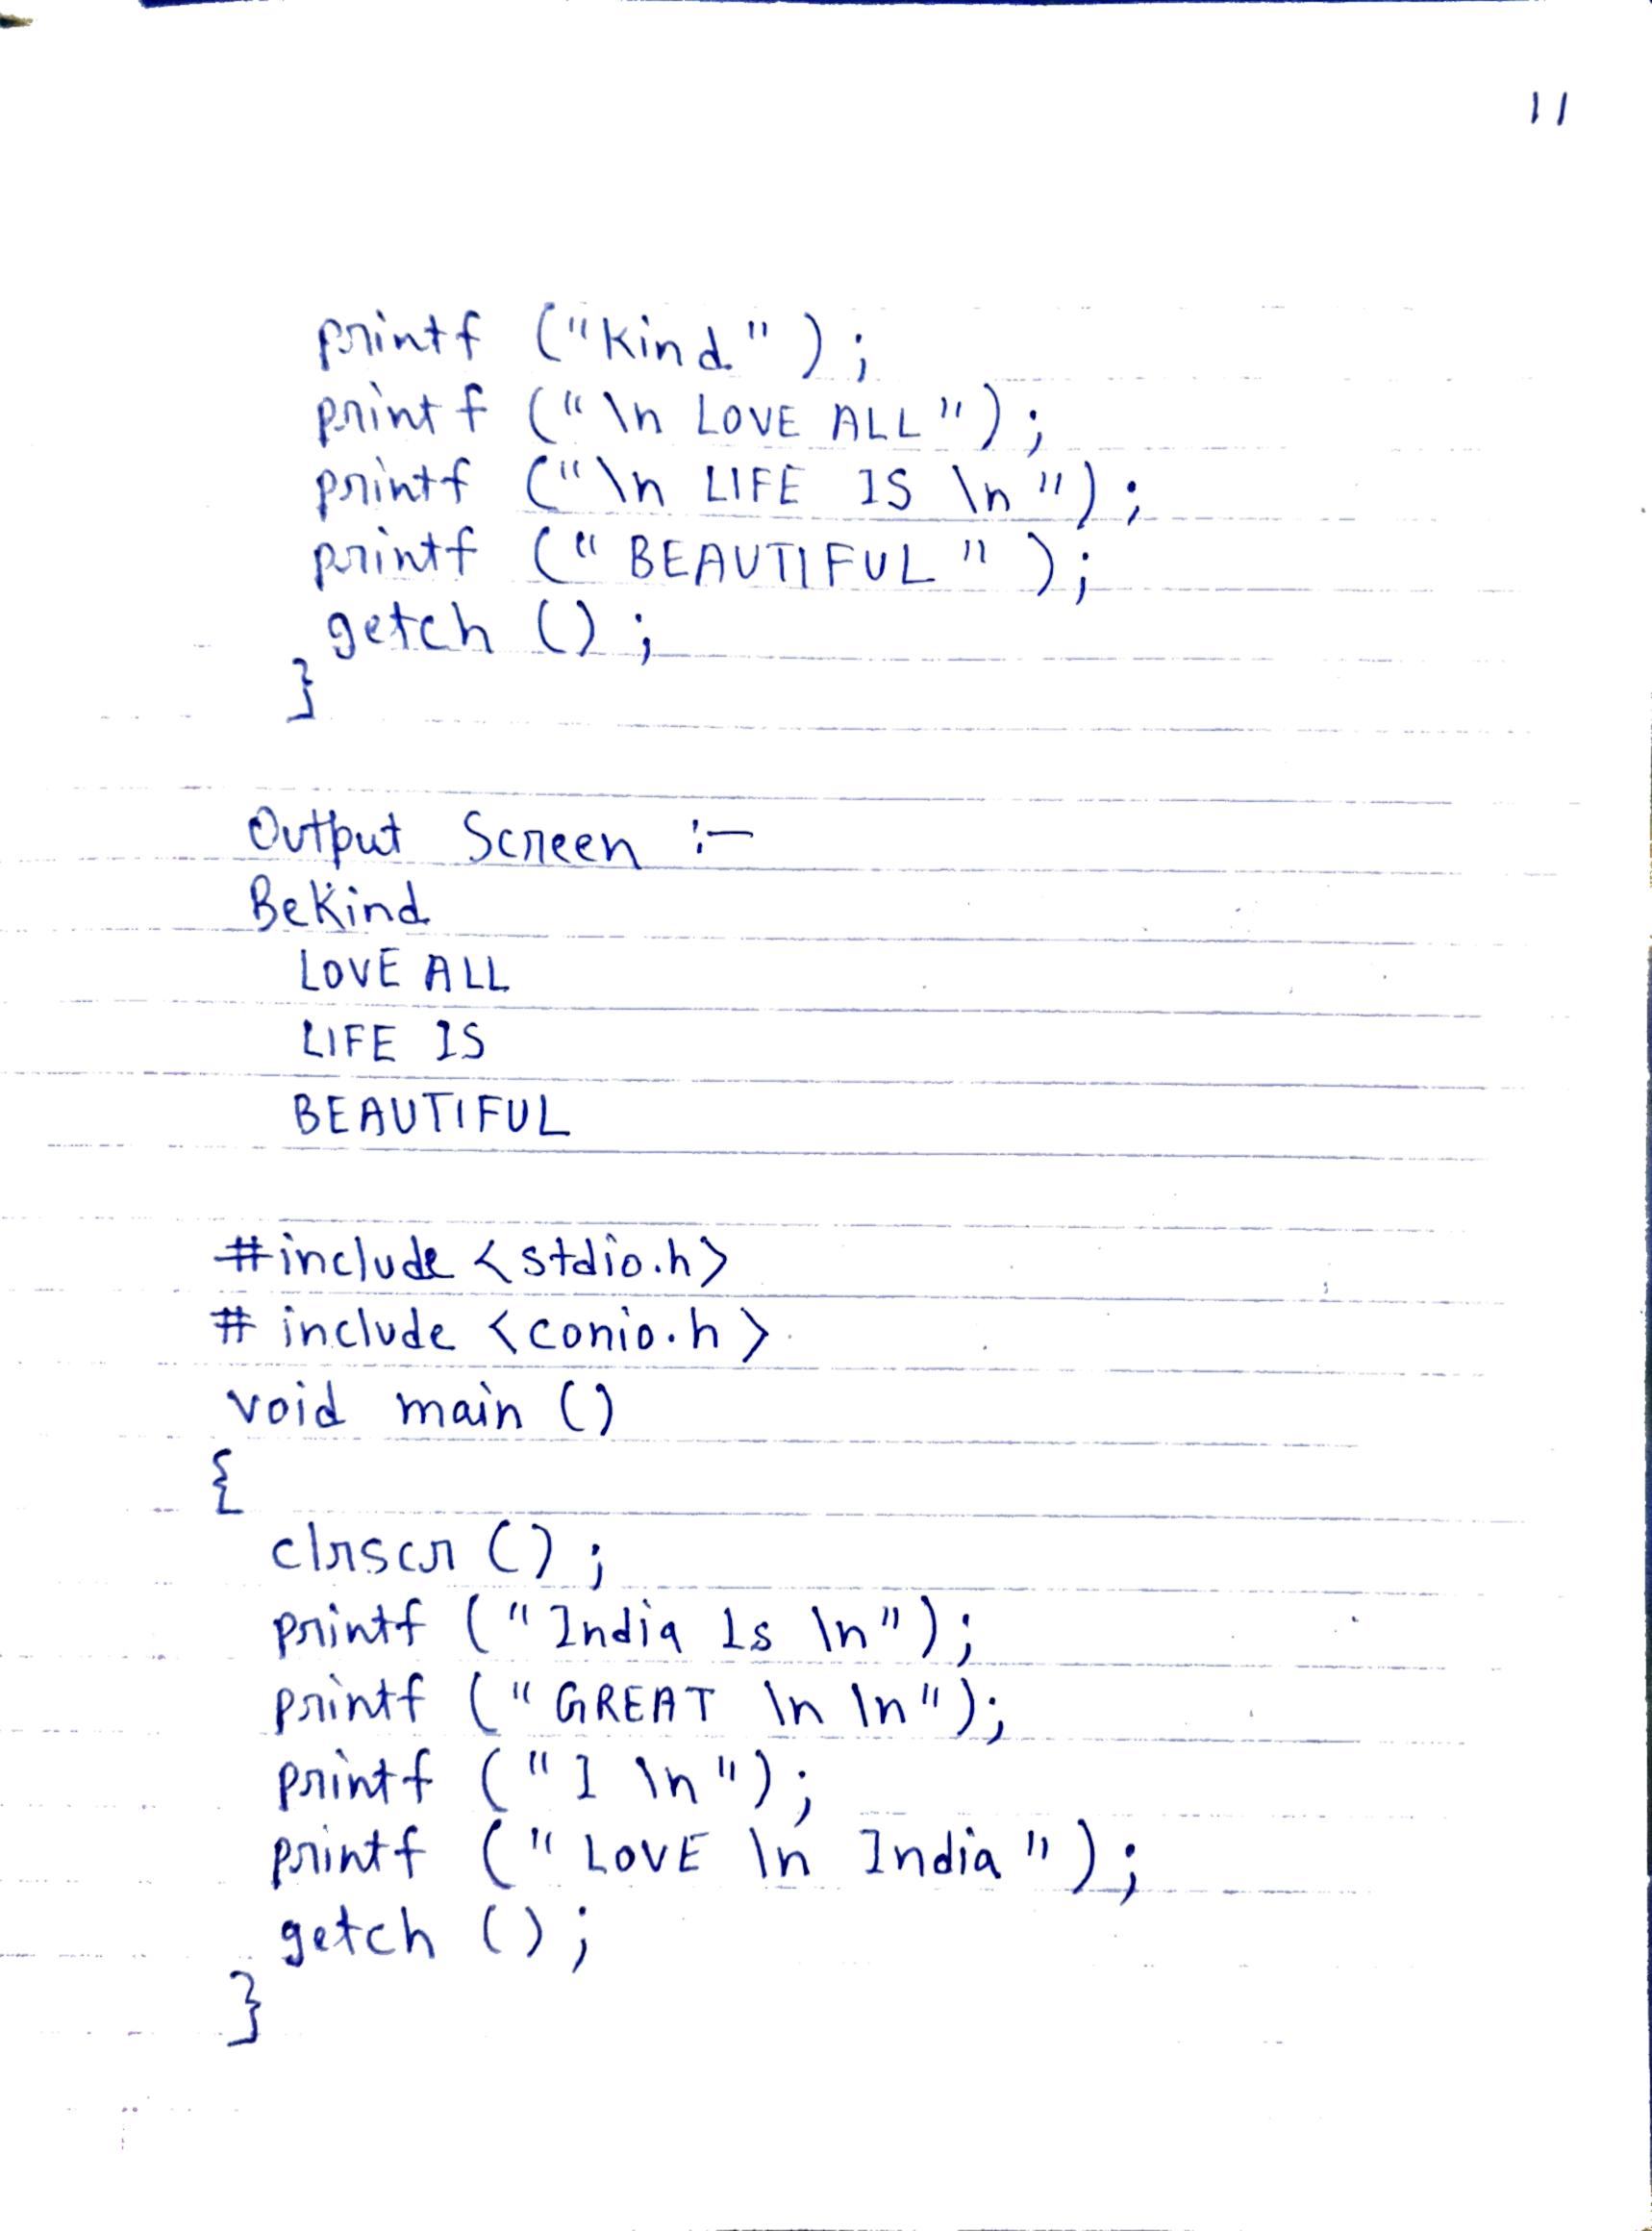 11
printf ("Kind");
printf ("\n LOVE ALL");
printf ("\n LIFE IS \n");
printf (" BEAUTIFUL ");
getch ();
}
Output Screen :-
BeKind
LOVE ALL
LIFE IS
BEAUTIFUL
#include <stdio.h>
# include <conio.h>
void main ()
{
clrscr ();
printf ("India Is \n");
printf ("GREAT \n \n");
printf ("I \n");
printf ("LOVE \n India");
getch ();
}